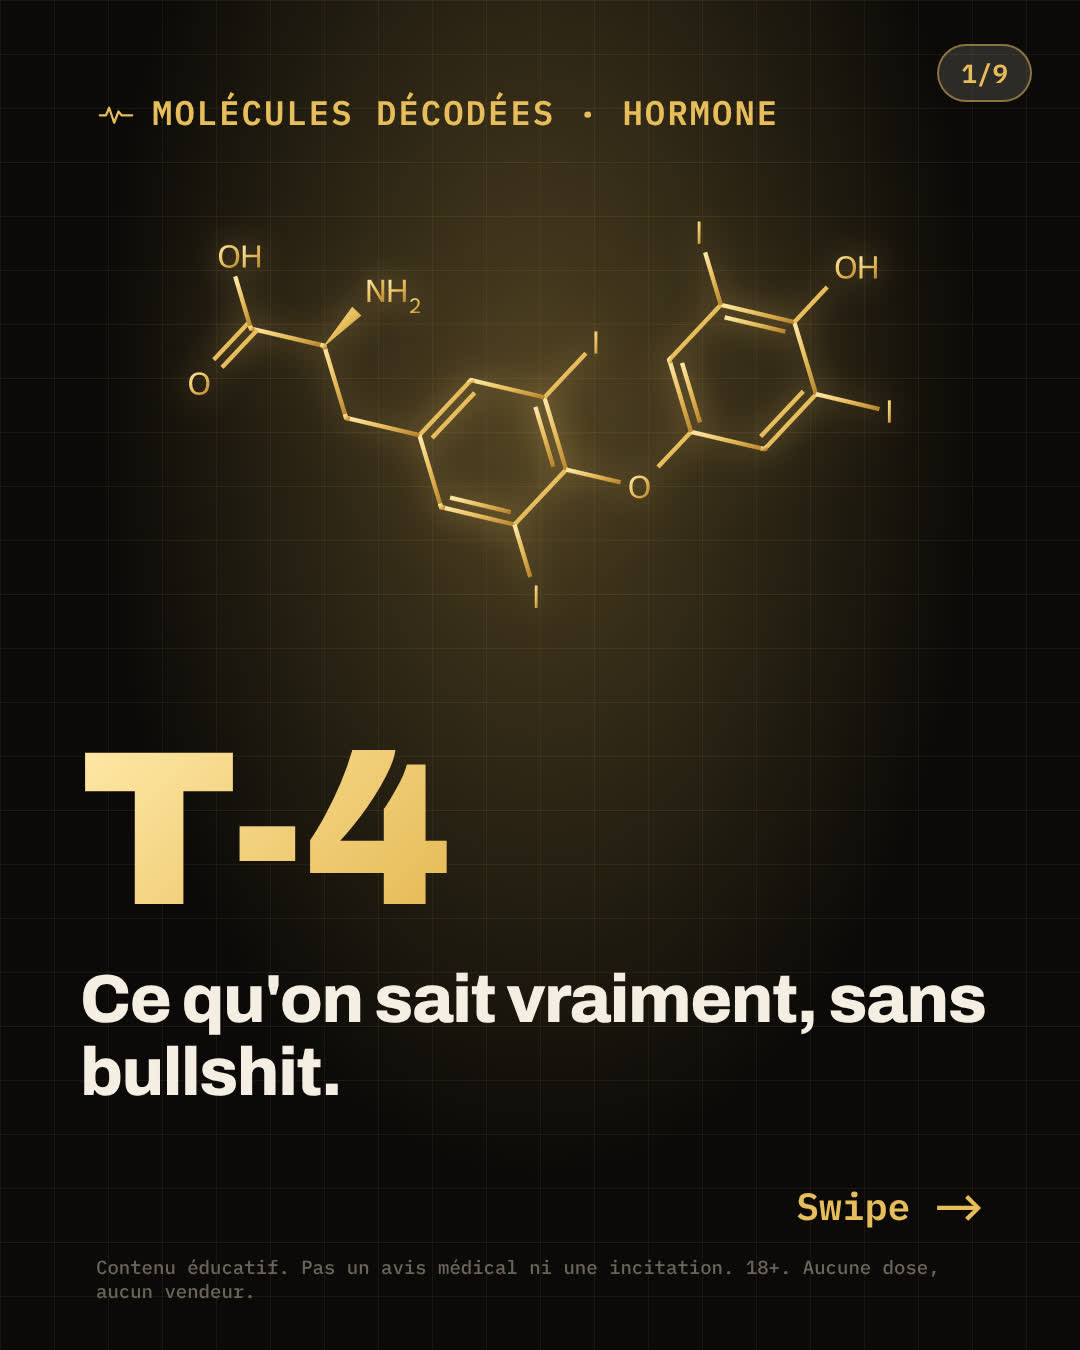 1/9
MOLÉCULES DÉCODÉES · HORMONE
I
OH
OH
NH2
I
O
I
O
I
T-4
Ce qu'on sait vraiment, sans
bullshit.
Swipe →
Contenu éducatif. Pas un avis médical ni une incitation. 18+. Aucune dose,
aucun vendeur.